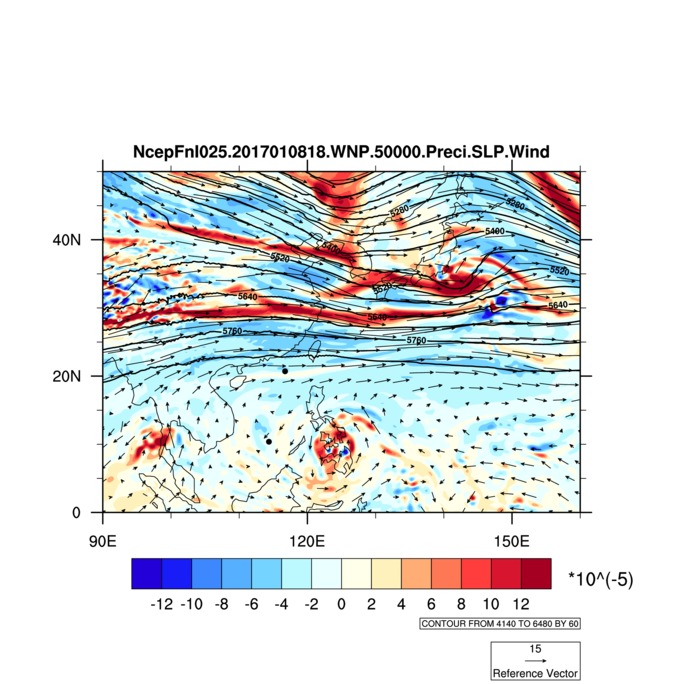 NcepFnl025.2017010818.WNP.50000.Preci.SLP.Wind
5280
5280
5400
40N
5400
5520
5520
5520
5640
5640
5640
5760
5760
20N
0
90E 120E 150E
-12 -10 -8 -6 -4 -2 0 2 4 6 8 10 12
*10^(-5)
CONTOUR FROM 4140 TO 6480 BY 60
15
Reference Vector